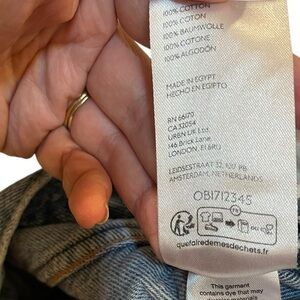 100% COTTON
100% COTON
100% BAUMWOLLE
100% COTONE
100% ALGODÓN
MADE IN EGYPT
HECHO EN EGIPTO
RN 66170
CA 32054
URBN UK Ltd.
146 Brick Lane,
LONDON, E1 6RU
LEIDSESTRAAT 32, 1017 PB
AMSTERDAM, NETHERLANDS
OB1712345
FR
quefairedemesdechets.fr
This garment
contains dye that may